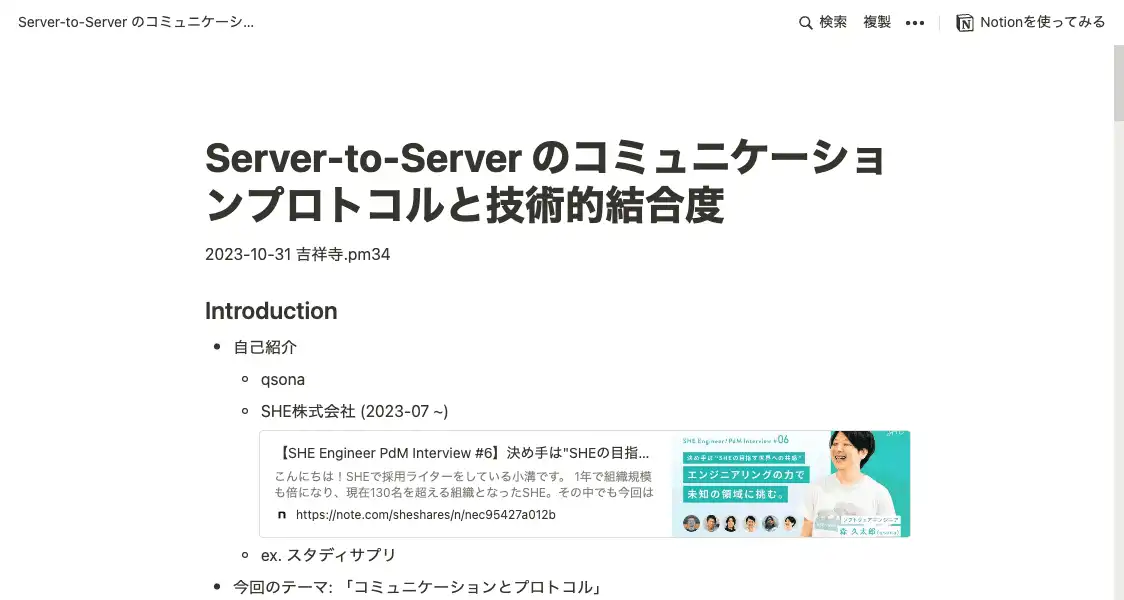 Server-to-Server のコミュニケーシ...
検索
複製
Notionを使ってみる
Server-to-Server のコミュニケーショ
ンプロトコルと技術的結合度
2023-10-31 吉祥寺.pm34
Introduction
自己紹介
qsona
SHE株式会社 (2023-07 ~)
【SHE Engineer PdM Interview #6】決め手は"SHEの目指...
こんにちは！SHEで採用ライターをしている小溝です。 1年で組織規模
も倍になり、現在130名を超える組織となったSHE。その中でも今回は
https://note.com/sheshares/n/nec95427a012b
SHE Engineer/PdM Interview #06
決め手は"SHEの目指す世界への共感"
エンジニアリングの力で
未知の領域に挑む。
ソフトウェアエンジニア
森 久太郎(qsona)
ex. スタディサプリ
今回のテーマ: 「コミュニケーションとプロトコル」